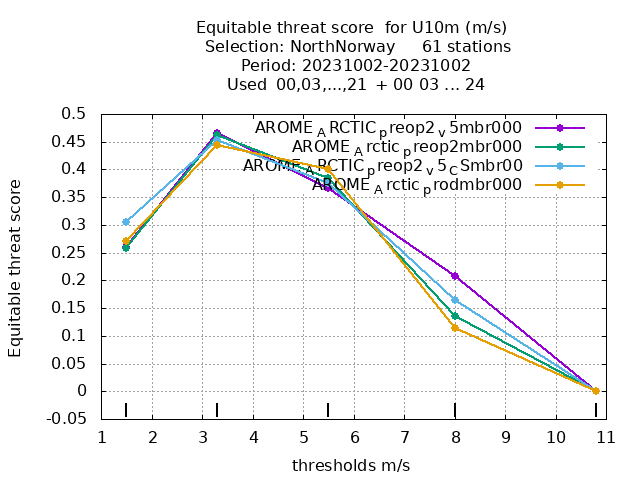 Equitable threat score for U10m (m/s)
Selection: NorthNorway 61 stations
Period: 20231002-20231002
Used 00,03,...,21 + 00 03 ... 24
AROME_ARCTIC_preop2_v5mbr000
AROME_Arctic_preop2mbr000
AROME_ARCTIC_preop2_v5_CSmbr00
AROME_Arctic_prodmbr000
Equitable threat score
0.5
0.45
0.4
0.35
0.3
0.25
0.2
0.15
0.1
0.05
0
-0.05
1 2 3 4 5 6 7 8 9 10 11
thresholds m/s